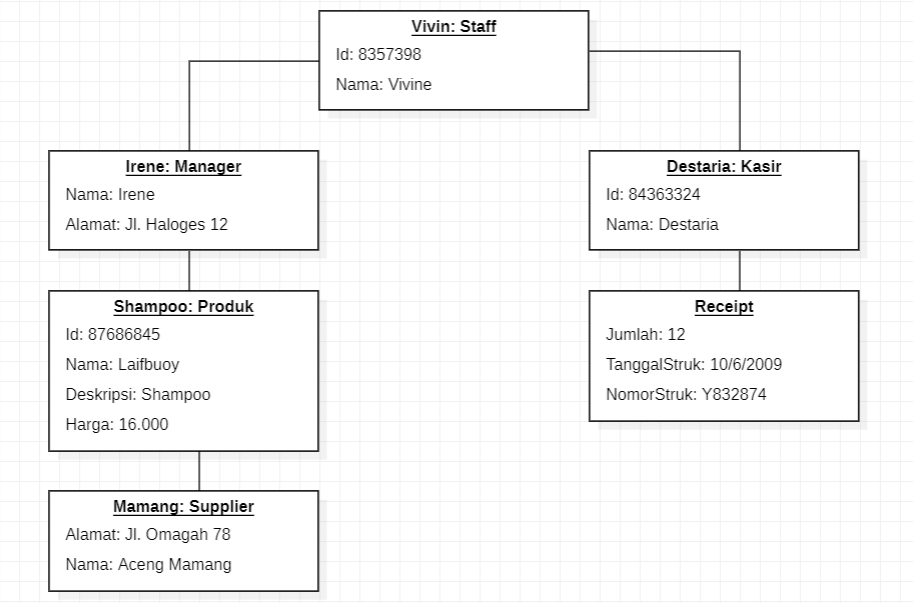 Vivin: Staff
Id: 8357398
Nama: Vivine
Irene: Manager
Nama: Irene
Alamat: Jl. Haloges 12
Destaria: Kasir
Id: 84363324
Nama: Destaria
Shampoo: Produk
Id: 87686845
Nama: Laifbuoy
Deskripsi: Shampoo
Harga: 16.000
Receipt
Jumlah: 12
TanggalStruk: 10/6/2009
NomorStruk: Y832874
Mamang: Supplier
Alamat: Jl. Omagah 78
Nama: Aceng Mamang